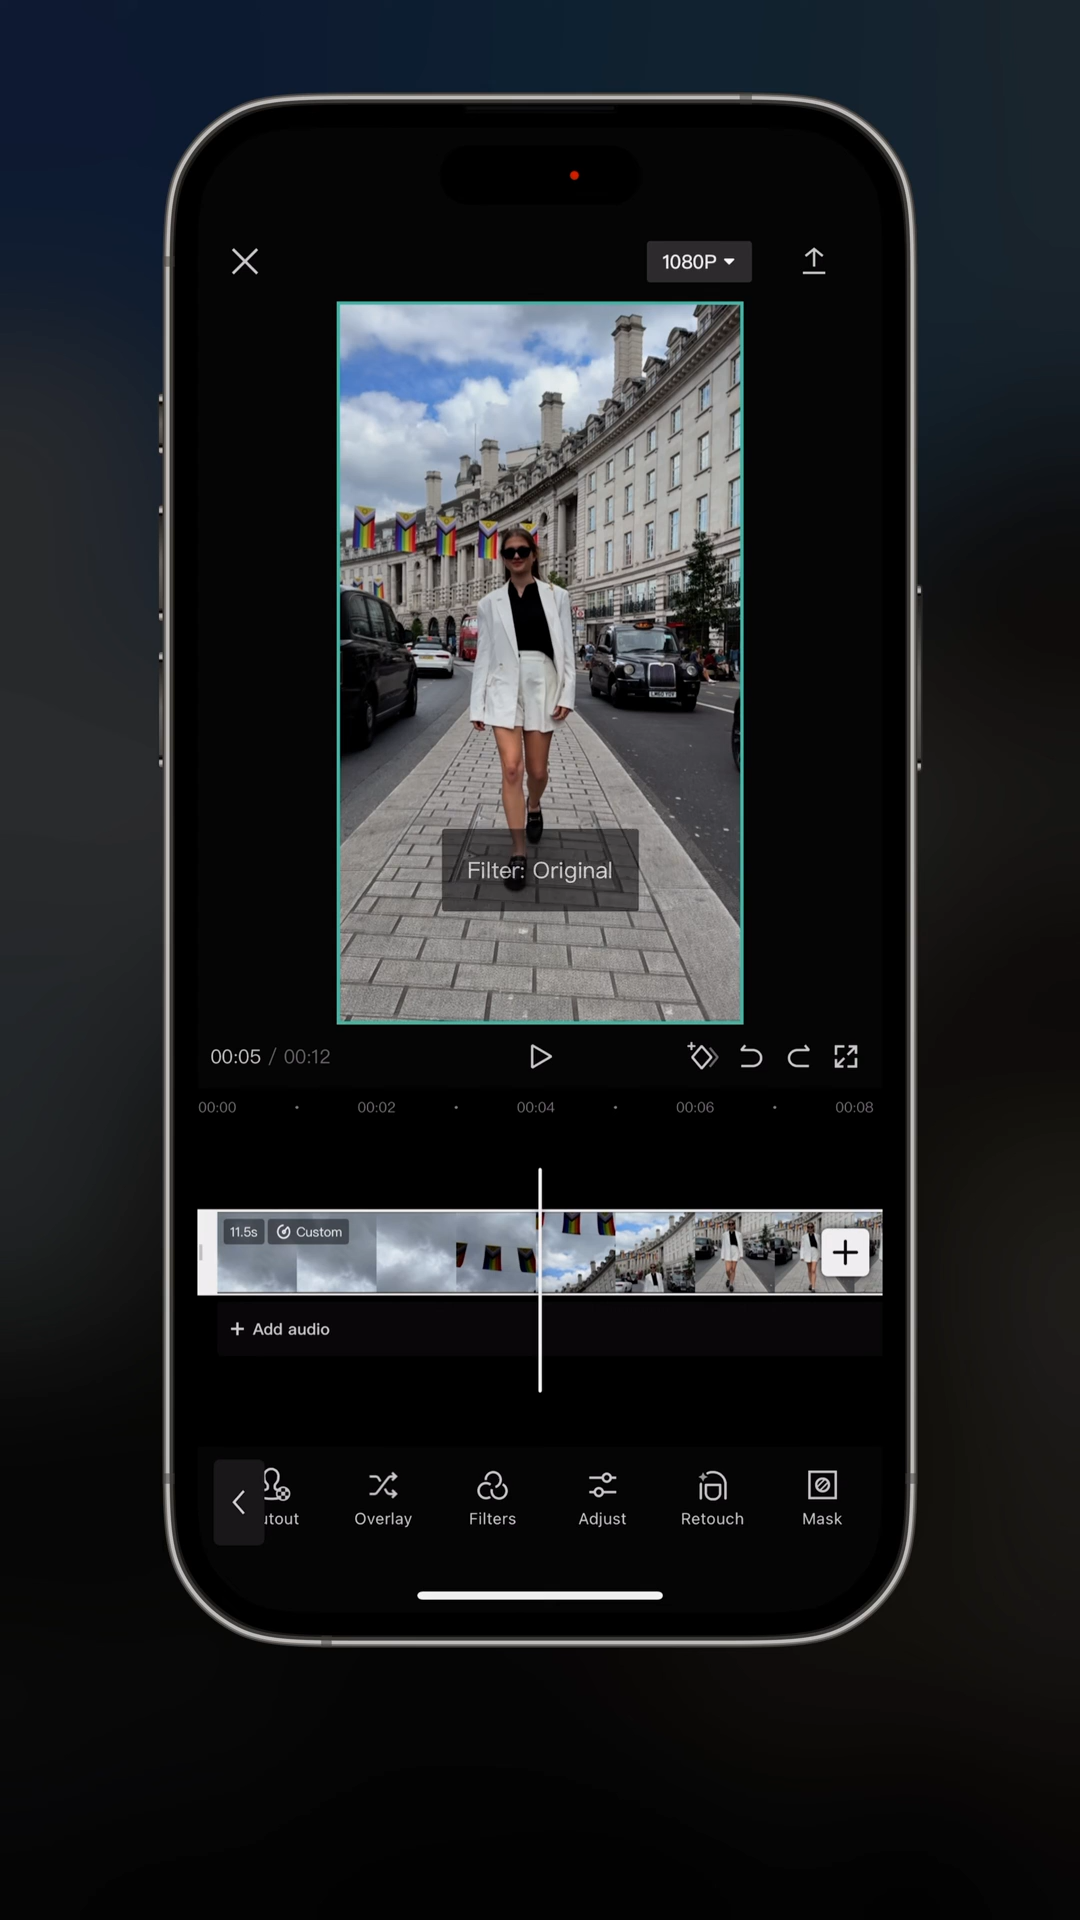 1080P
Filter: Original
00:05 / 00:12
00:00 00:02 00:04 00:06 00:08
11.5s Custom
+ Add audio
utout Overlay Filters Adjust Retouch Mask